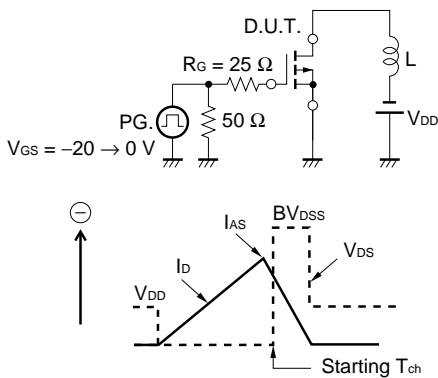 D.U.T.
RG = 25 Ω
L
PG.
50 Ω
VDD
VGS = −20 → 0 V
⊖
IAS
BVDSS
ID
VDS
VDD
Starting Tch